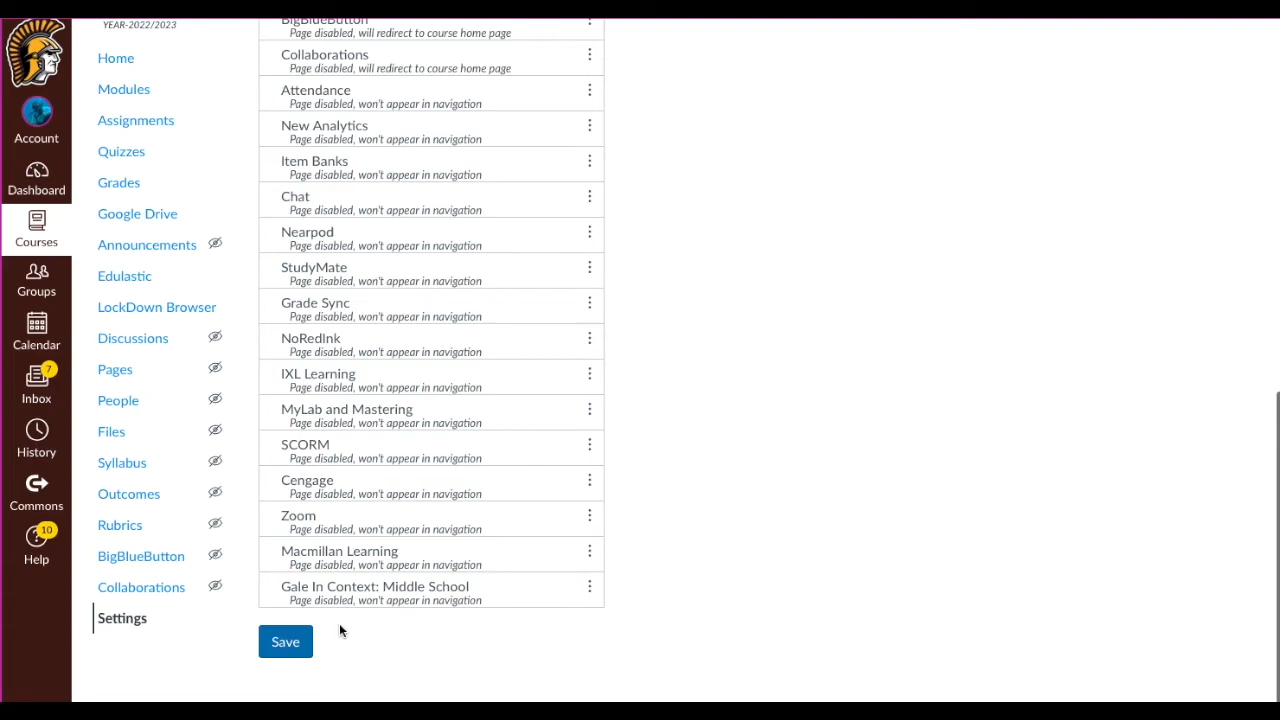 YEAR-2022/2023
Home
Modules
Assignments
Quizzes
Grades
Google Drive
Announcements
Edulastic
LockDown Browser
Discussions
Pages
People
Files
Syllabus
Outcomes
Rubrics
BigBlueButton
Collaborations
Settings
Account
Dashboard
Courses
Groups
Calendar
7
Inbox
History
Commons
10
Help
BigBlueButton
Page disabled, will redirect to course home page
Collaborations
Page disabled, will redirect to course home page
Attendance
Page disabled, won't appear in navigation
New Analytics
Page disabled, won't appear in navigation
Item Banks
Page disabled, won't appear in navigation
Chat
Page disabled, won't appear in navigation
Nearpod
Page disabled, won't appear in navigation
StudyMate
Page disabled, won't appear in navigation
Grade Sync
Page disabled, won't appear in navigation
NoRedInk
Page disabled, won't appear in navigation
IXL Learning
Page disabled, won't appear in navigation
MyLab and Mastering
Page disabled, won't appear in navigation
SCORM
Page disabled, won't appear in navigation
Cengage
Page disabled, won't appear in navigation
Zoom
Page disabled, won't appear in navigation
Macmillan Learning
Page disabled, won't appear in navigation
Gale In Context: Middle School
Page disabled, won't appear in navigation
Save